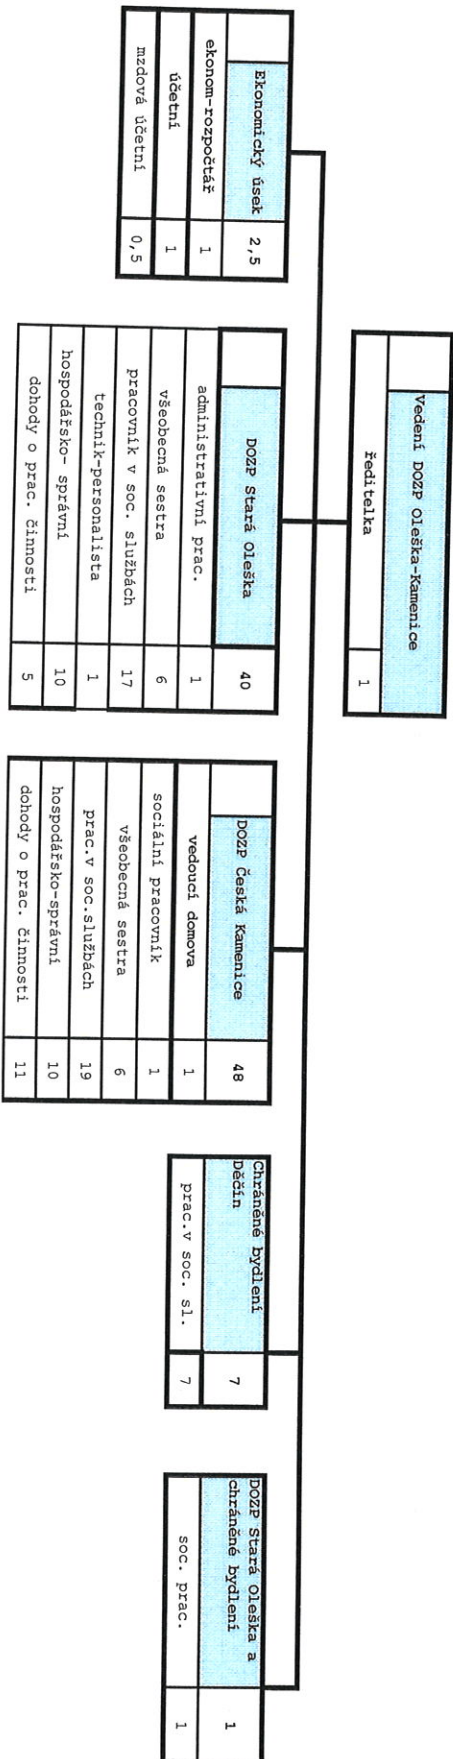 Vedení DOZP Oleška-Kamenice
ředitelka 1
Ekonomický úsek 2,5
ekonom-rozpočtář 1
účetní 1
mzdová účetní 0,5
DOZP Stará Oleška 40
administrativní prac. 1
všeobecná sestra 6
pracovník v soc. službách 17
technik-personalista 1
hospodářsko- správní 10
dohody o prac. činnosti 5
DOZP Česká Kamenice 48
vedoucí domova 1
sociální pracovník 1
všeobecná sestra 6
prac.v soc.službách 19
hospodářsko-správní 10
dohody o prac. činnosti 11
Chráněné bydlení
Děčín 7
prac.v soc. sl. 7
DOZP Stará Oleška a
chráněné bydlení 1
soc. prac. 1